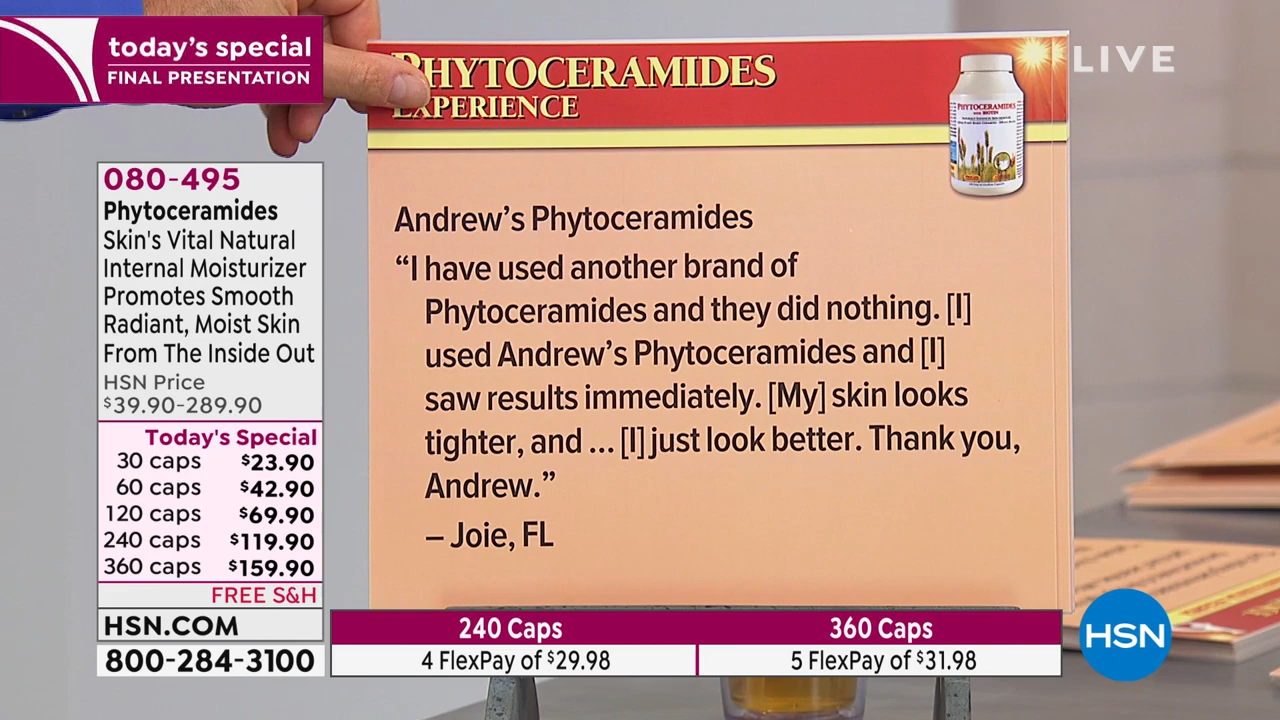 today's special
FINAL PRESENTATION
LIVE
PHYTOCERAMIDES
EXPERIENCE
PHYTOCERAMIDES
WITH BIOTIN
080-495
Phytoceramides
Skin's Vital Natural
Internal Moisturizer
Promotes Smooth
Radiant, Moist Skin
From The Inside Out
HSN Price
$39.90-289.90
Today's Special
30 caps $23.90
60 caps $42.90
120 caps $69.90
240 caps $119.90
360 caps $159.90
FREE S&H
HSN.COM
800-284-3100
Andrew’s Phytoceramides
“I have used another brand of
Phytoceramides and they did nothing. [I]
used Andrew’s Phytoceramides and [I]
saw results immediately. [My] skin looks
tighter, and ... [I] just look better. Thank you,
Andrew.”
– Joie, FL
240 Caps 360 Caps
4 FlexPay of $29.98 5 FlexPay of $31.98
HSN